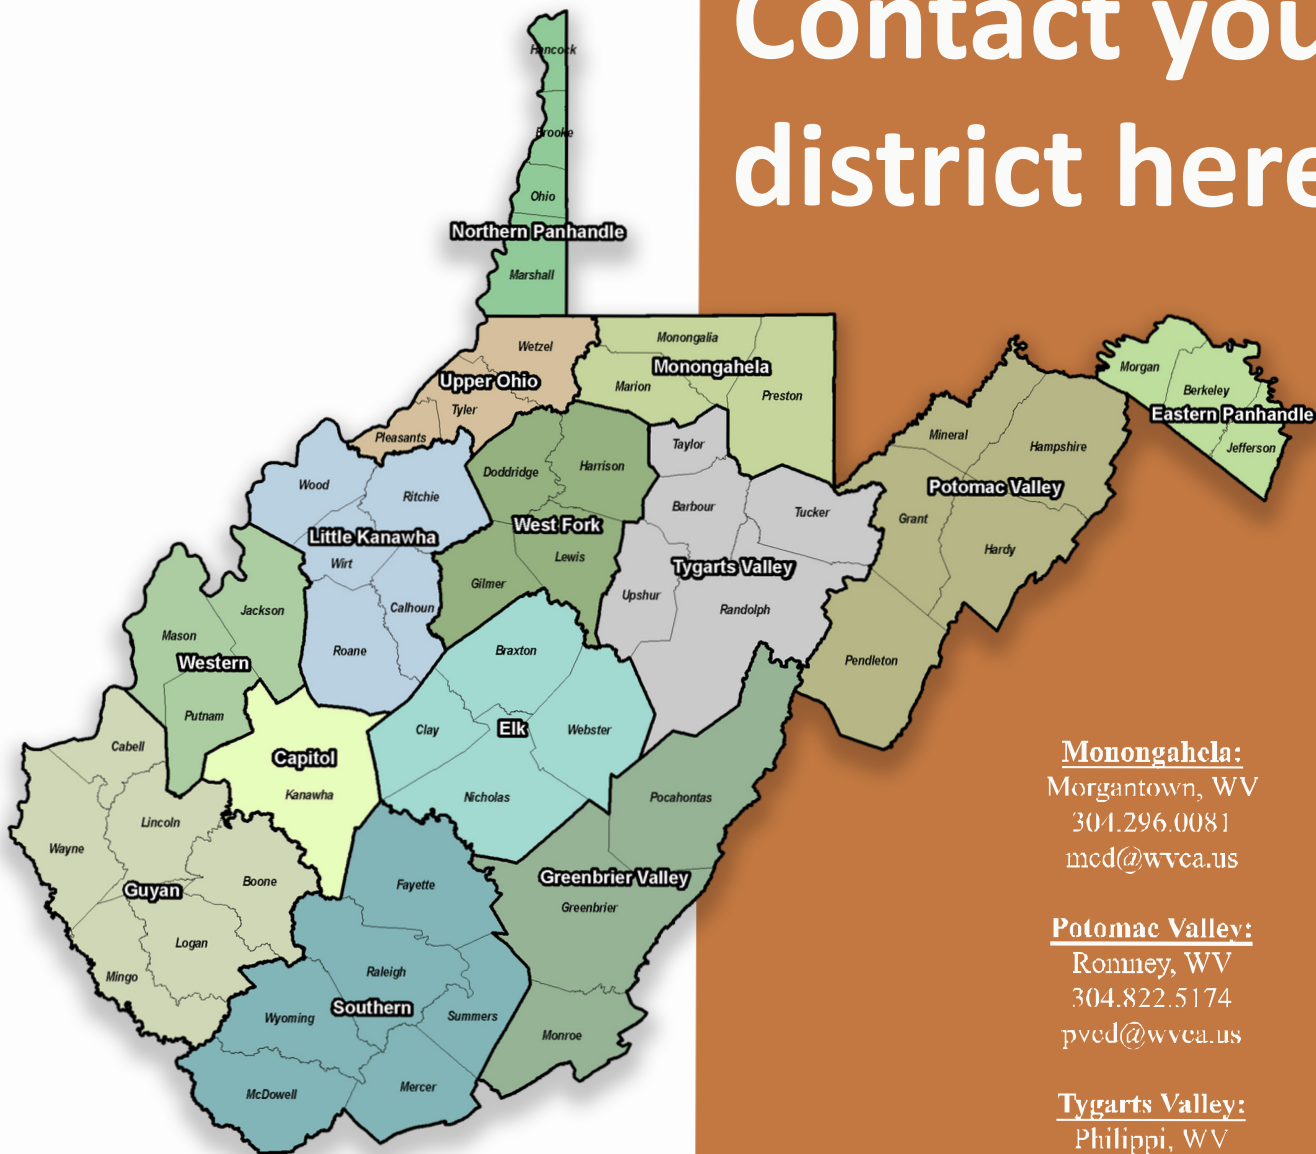 Contact you
district here
Hancock
Brooke
Ohio
Northern Panhandle
Marshall
Wetzel
Upper Ohio
Tyler
Pleasants
Monongalia
Monongahela
Marion
Preston
Morgan
Berkeley
Eastern Panhandle
Jefferson
Mineral
Hampshire
Potomac Valley
Grant
Hardy
Pendleton
Taylor
Barbour
Tucker
Tygarts Valley
Upshur
Randolph
Doddridge
Harrison
West Fork
Lewis
Gilmer
Wood
Ritchie
Little Kanawha
Wirt
Calhoun
Roane
Jackson
Mason
Western
Putnam
Braxton
Clay
Elk
Webster
Nicholas
Capitol
Kanawha
Cabell
Lincoln
Wayne
Guyan
Boone
Logan
Mingo
Pocahontas
Greenbrier Valley
Greenbrier
Monroe
Fayette
Raleigh
Southern
Wyoming
Summers
McDowell
Mercer
Monongahela:
Morgantown, WV
304.296.0081
mcd@wvca.us
Potomac Valley:
Romney, WV
304.822.5174
pvcd@wvca.us
Tygarts Valley:
Philippi, WV